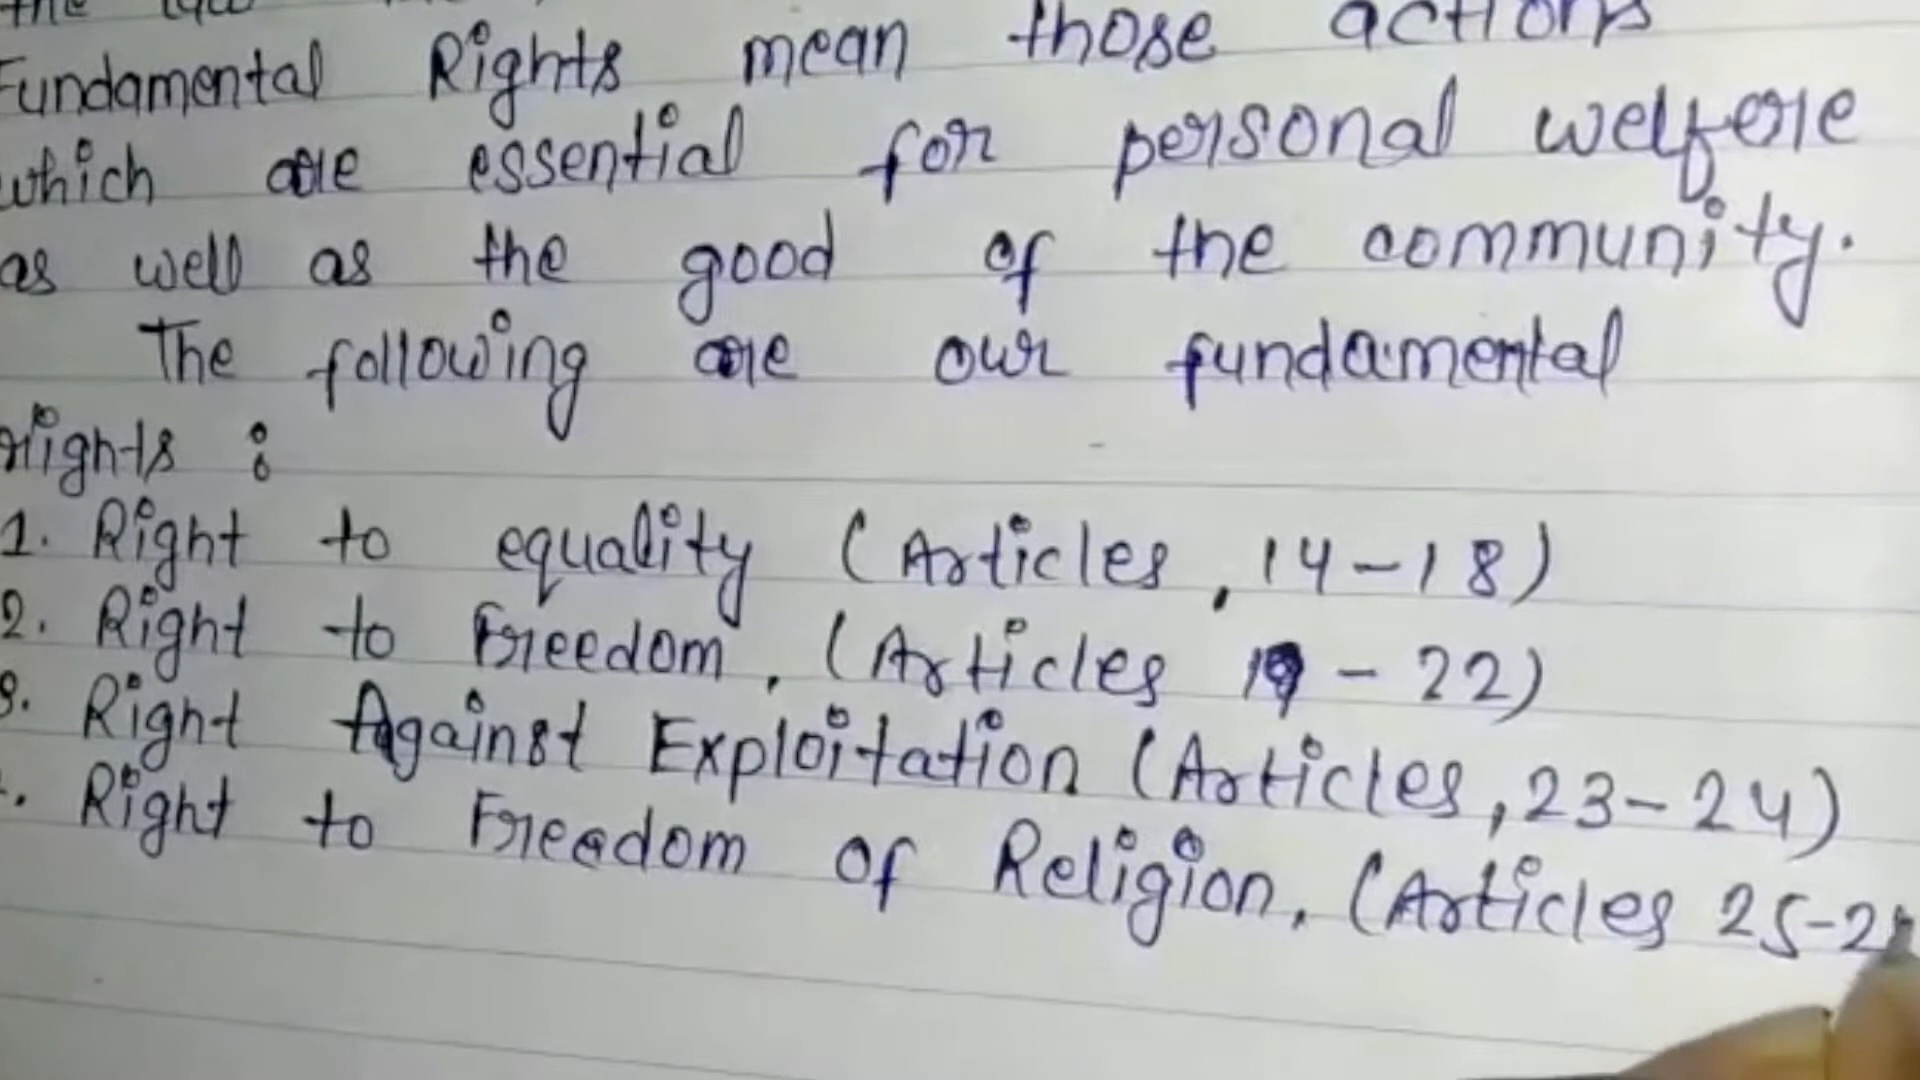 the
Fundamental Rights mean those actions
which are essential for personal welfere
as well as the good of the community.
The following are our fundamental
rights :
1. Right to equality (Articles, 14-18)
2. Right to Freedom. (Articles 19 - 22)
3. Right Against Exploitation (Articles, 23-24)
. Right to Freedom of Religion. (Articles 25-2